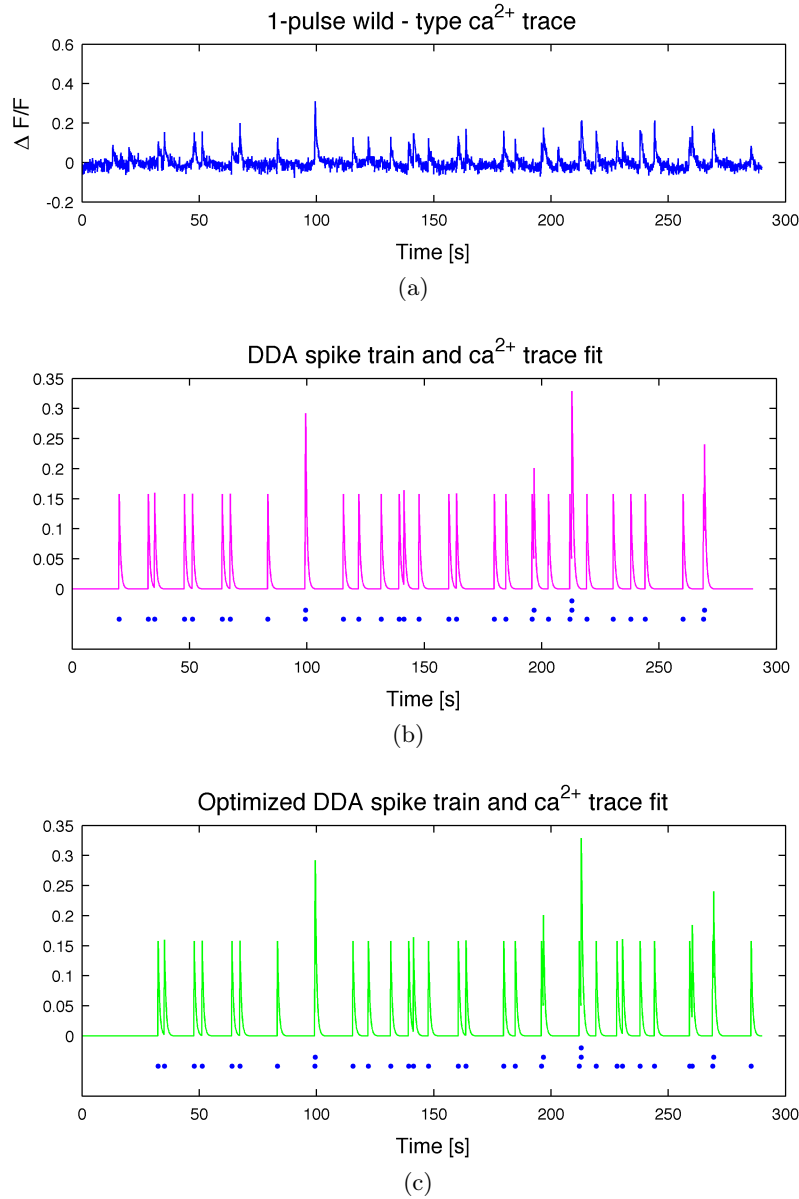 1-pulse wild - type ca2+ trace
0.6
0.4
0.2
0
-0.2
Δ F/F
0 50 100 150 200 250 300
Time [s]
(a)
DDA spike train and ca2+ trace fit
0.35
0.3
0.25
0.2
0.15
0.1
0.05
0
0 50 100 150 200 250 300
Time [s]
(b)
Optimized DDA spike train and ca2+ trace fit
0.35
0.3
0.25
0.2
0.15
0.1
0.05
0
0 50 100 150 200 250 300
Time [s]
(c)